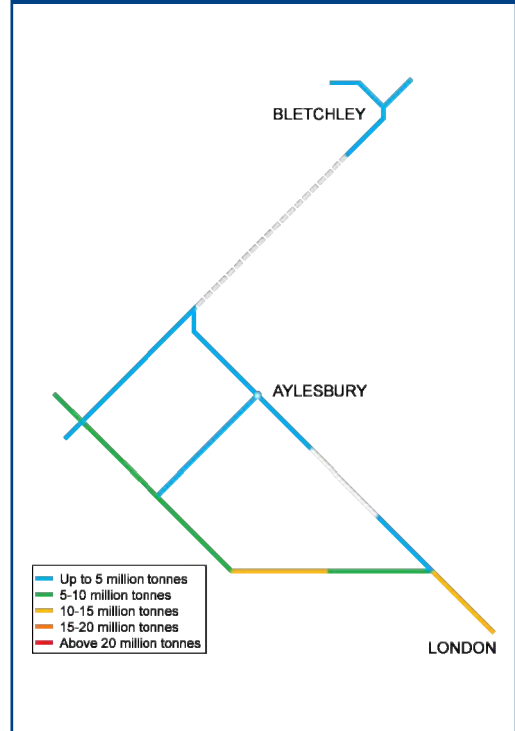 BLETCHLEY
AYLESBURY
Up to 5 million tonnes
5-10 million tonnes
10-15 million tonnes
15-20 million tonnes
Above 20 million tonnes
LONDON